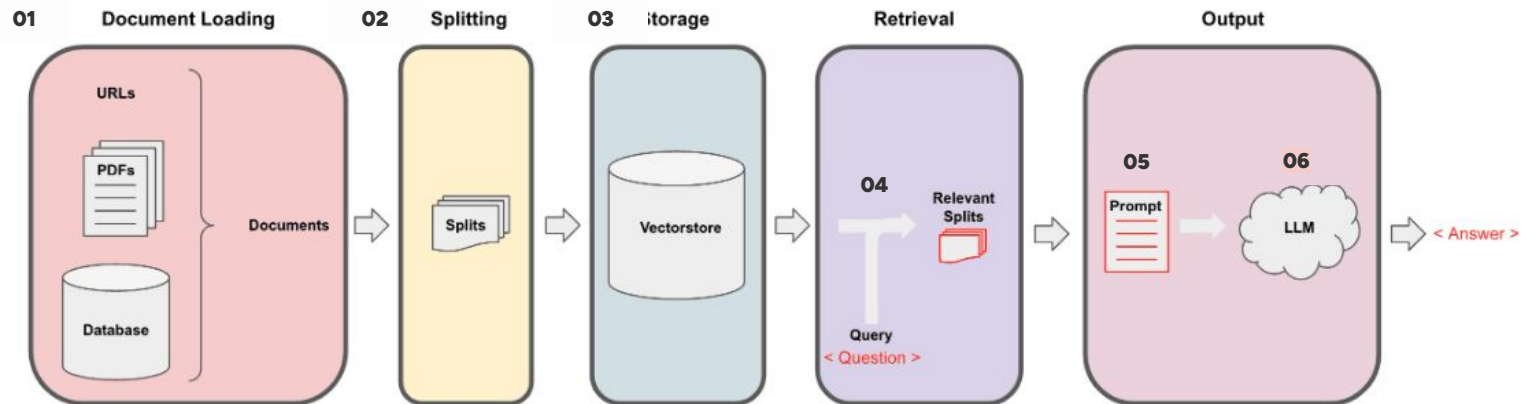 01 Document Loading
02 Splitting
03 Storage
Retrieval
Output
URLs
PDFs
Documents
Database
Splits
Vectorstore
04
Relevant
Splits
Query
< Question >
05
Prompt
06
LLM
< Answer >